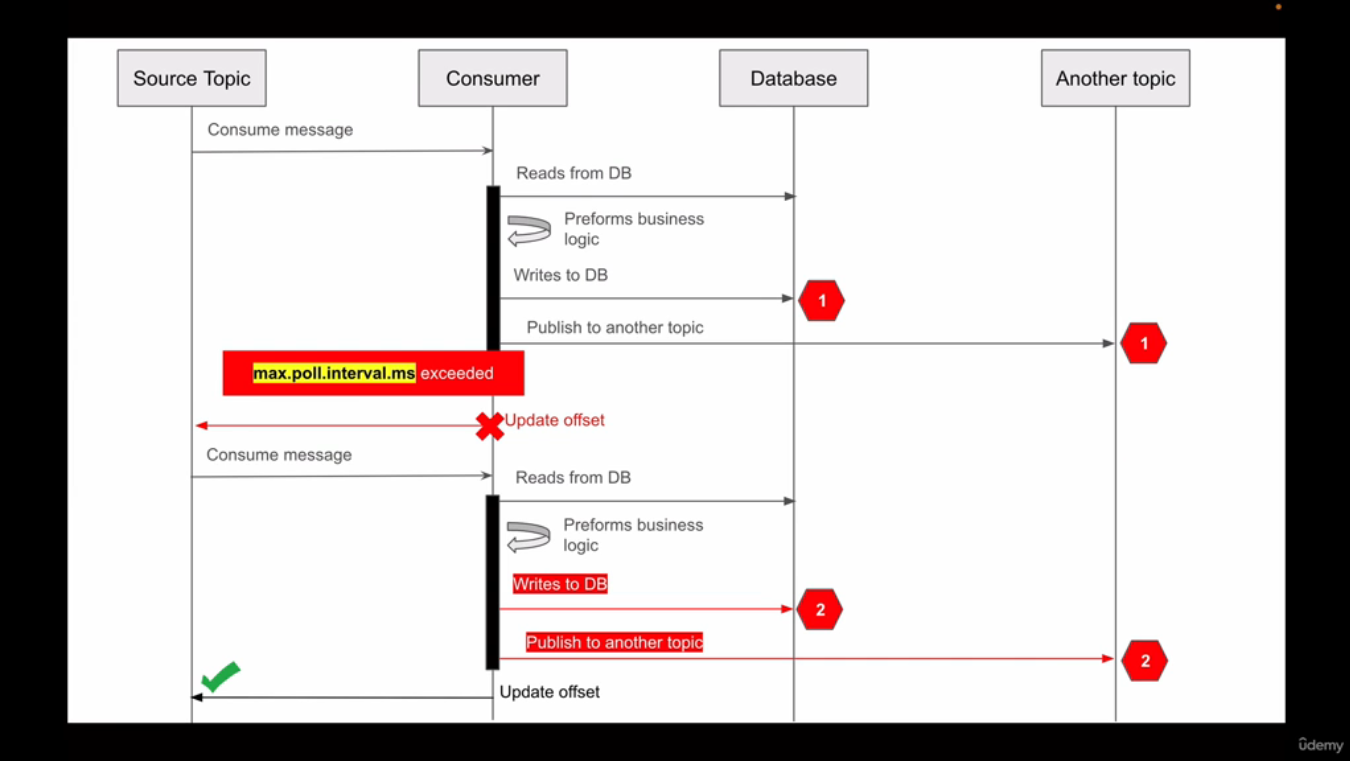 Source Topic
Consumer
Database
Another topic
Consume message
Reads from DB
Preforms business
logic
Writes to DB
1
Publish to another topic
1
max.poll.interval.ms exceeded
Update offset
Consume message
Reads from DB
Preforms business
logic
Writes to DB
2
Publish to another topic
2
Update offset
ûdemy